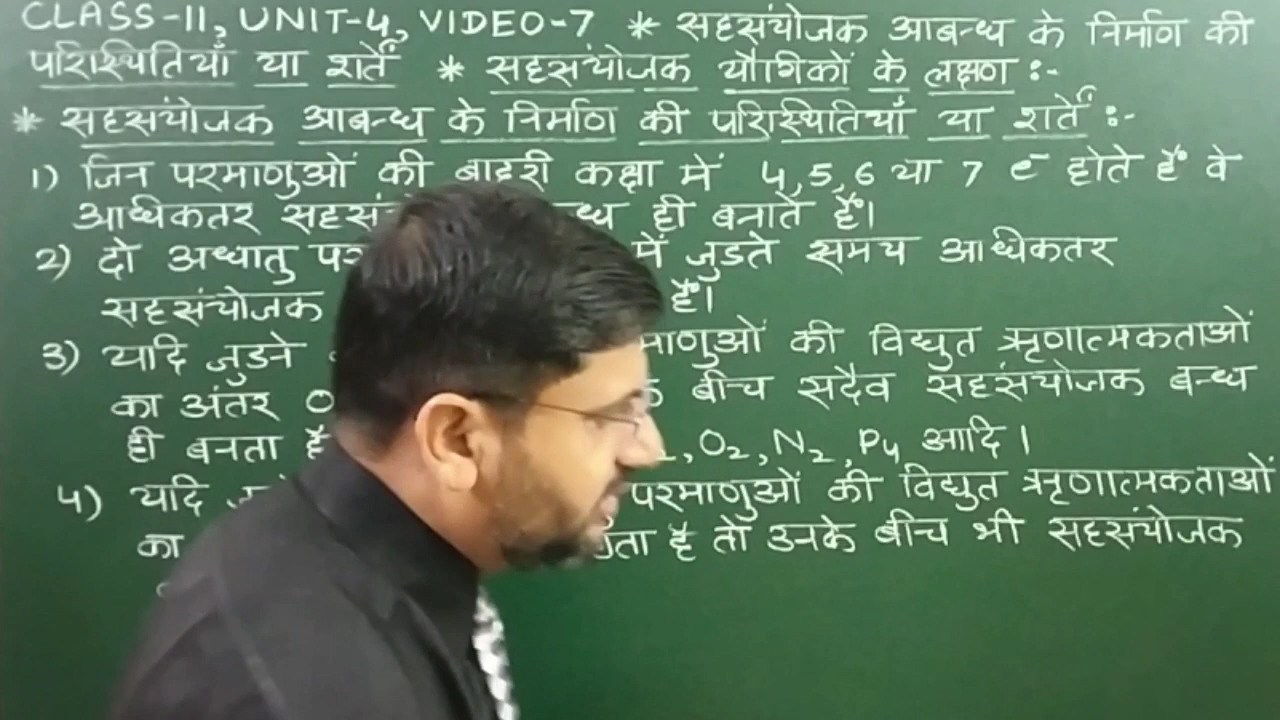 CLASS-11, UNIT-4, VIDEO-7 * सहसंयोजक आबन्ध के निर्माण की
परिस्थितियाँ या शर्तें * सहसंयोजक यौगिकों के लक्षण :-
* सहसंयोजक आबन्ध के निर्माण की परिस्थितियाँ या शर्तें :-
1) जिन परमाणुओं की बाहरी कक्षा में 4,5,6 या 7 e⁻ होते हैं वे
अधिकतर ही बनाते हैं।
2) दो अधातु में जुडते समय अधिकतर
सहसंयोजक हैं।
3) यदि जुडने की विद्युत ऋणात्मकताओं
का अंतर बीच सदैव सहसंयोजक बन्ध
ही बनता है , O₂, N₂, P₄ आदि।
4) यदि परमाणुओं की विद्युत ऋणात्मकताओं
का है तो उनके बीच भी सहसंयोजक